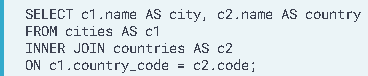 SELECT c1.name AS city, c2.name AS country
FROM cities AS c1
INNER JOIN countries AS c2
ON c1.country_code = c2.code;